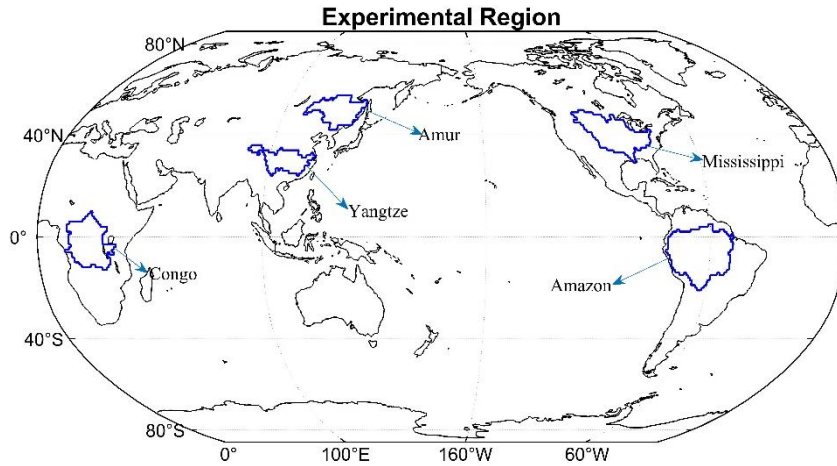 Experimental Region
80°N
40°N
0°
40°S
80°S
Amur
Mississippi
Yangtze
Congo
Amazon
0°
100°E
160°W
60°W